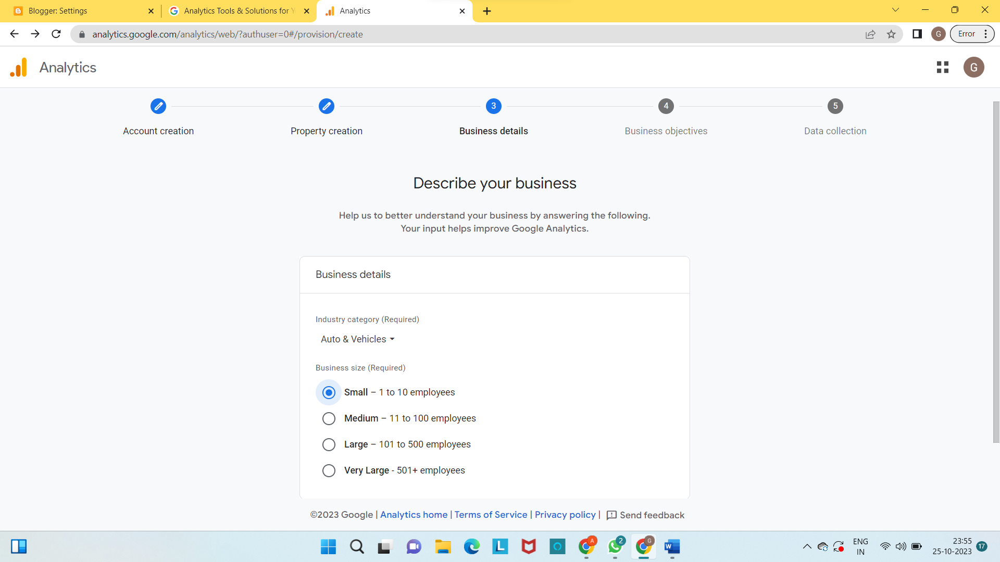 Blogger: Settings
Analytics Tools & Solutions for Y
Analytics
analytics.google.com/analytics/web/?authuser=0#/provision/create
G
Error
Analytics
G
3
4
5
Account creation
Property creation
Business details
Business objectives
Data collection
Describe your business
Help us to better understand your business by answering the following.
Your input helps improve Google Analytics.
Business details
Industry category (Required)
Auto & Vehicles
Business size (Required)
Small – 1 to 10 employees
Medium – 11 to 100 employees
Large – 101 to 500 employees
Very Large - 501+ employees
©2023 Google | Analytics home | Terms of Service | Privacy policy | Send feedback
L
A
2
G
W
ENG
IN
23:55
25-10-2023
17